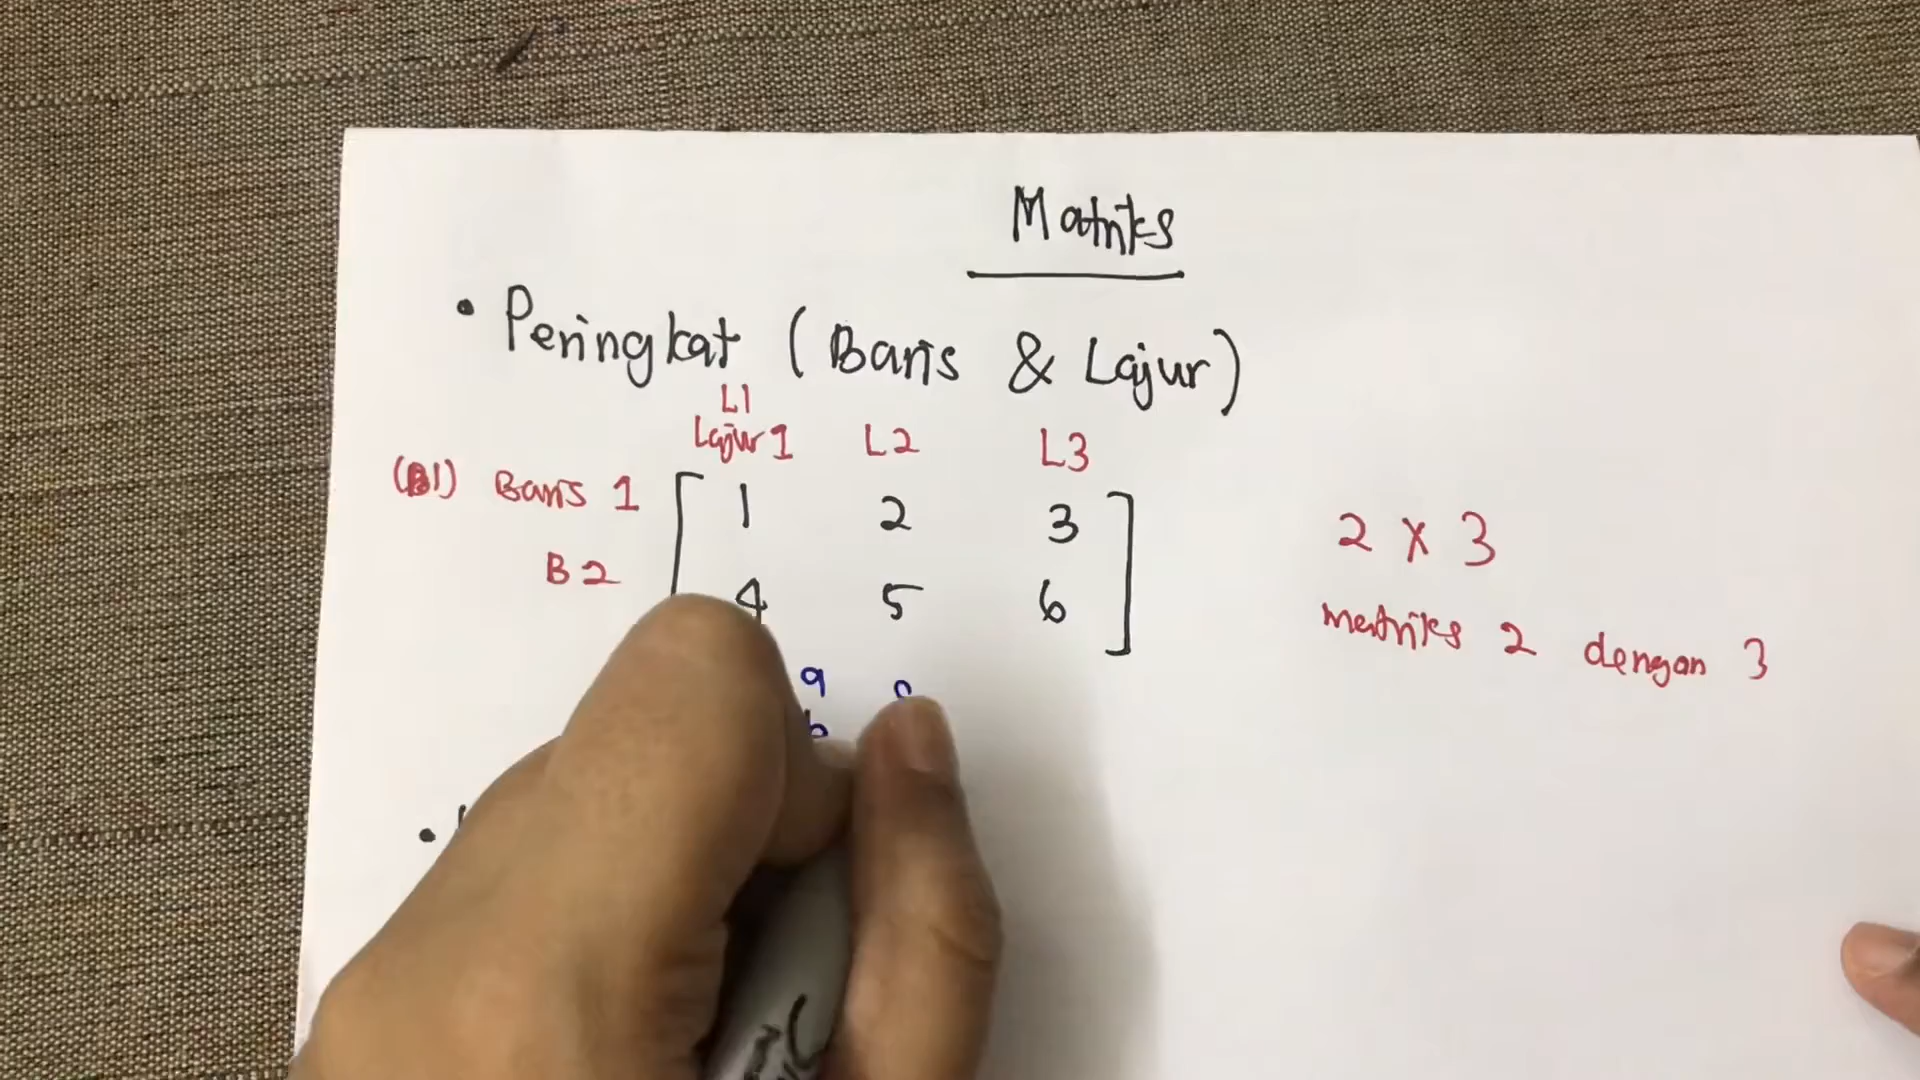 Matriks
• Peringkat (Baris & Lajur)
L1
Lajur 1 L2 L3
(B1) Baris 1 1 2 3
B2 4 5 6
2 x 3
matriks 2 dengan 3
a
b